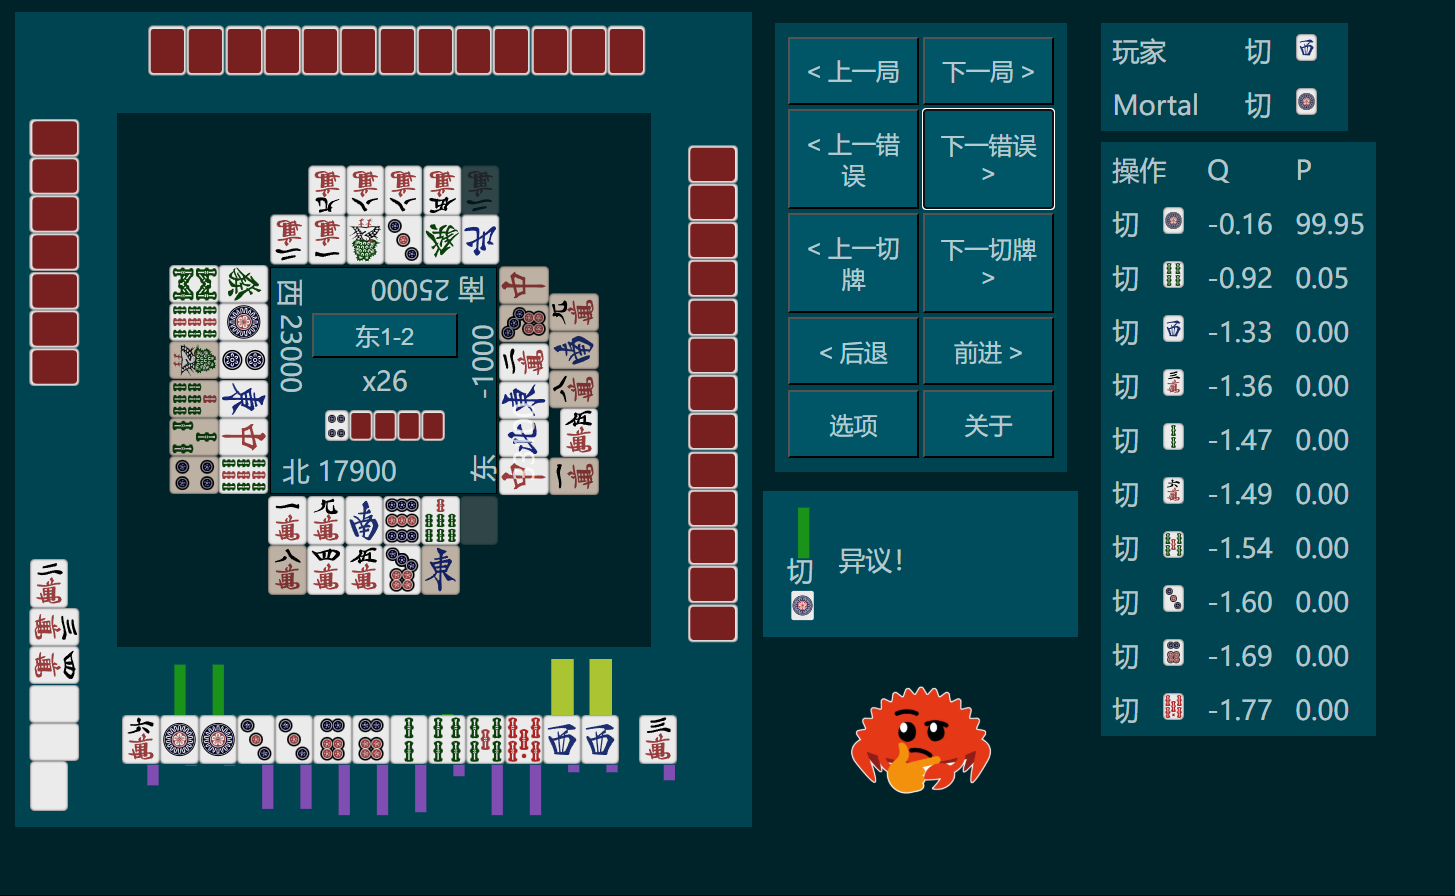 南 25000
西 23000
东1-2
x26
-1000
北 17900
东
< 上一局
下一局 >
< 上一错误
下一错误 >
< 上一切牌
下一切牌 >
< 后退
前进 >
选项
关于
切
异议！
玩家 切
Mortal 切
操作 Q P
切 -0.16 99.95
切 -0.92 0.05
切 -1.33 0.00
切 -1.36 0.00
切 -1.47 0.00
切 -1.49 0.00
切 -1.54 0.00
切 -1.60 0.00
切 -1.69 0.00
切 -1.77 0.00